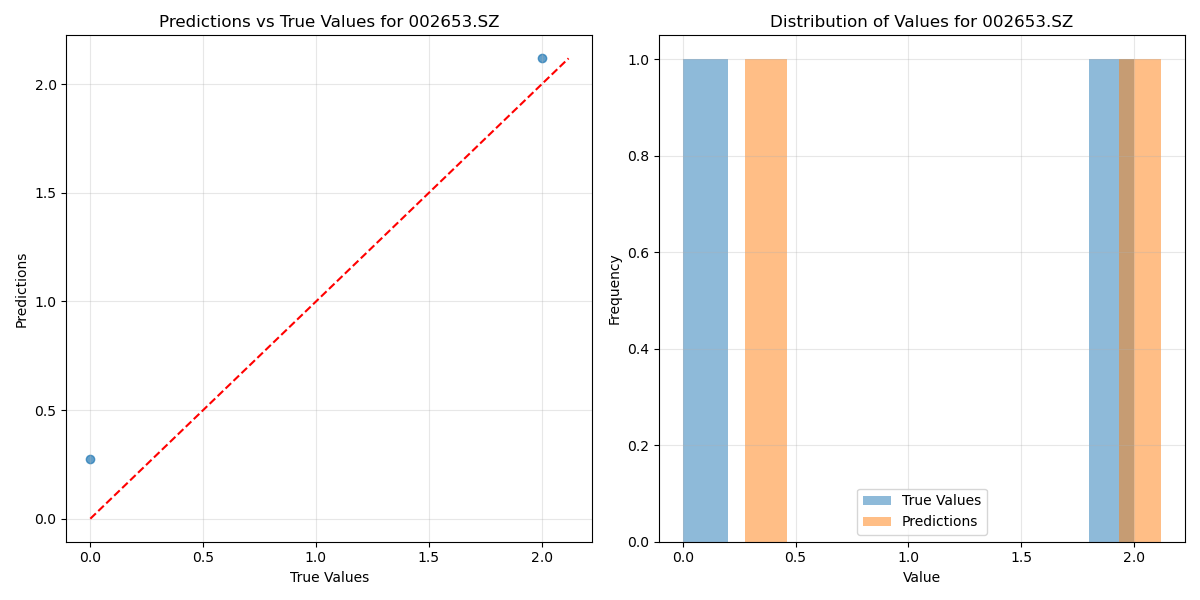 Predictions vs True Values for 002653.SZ
Predictions
2.0
1.5
1.0
0.5
0.0
0.0 0.5 1.0 1.5 2.0
True Values
Distribution of Values for 002653.SZ
Frequency
1.0
0.8
0.6
0.4
0.2
0.0
True Values
Predictions
0.0 0.5 1.0 1.5 2.0
Value